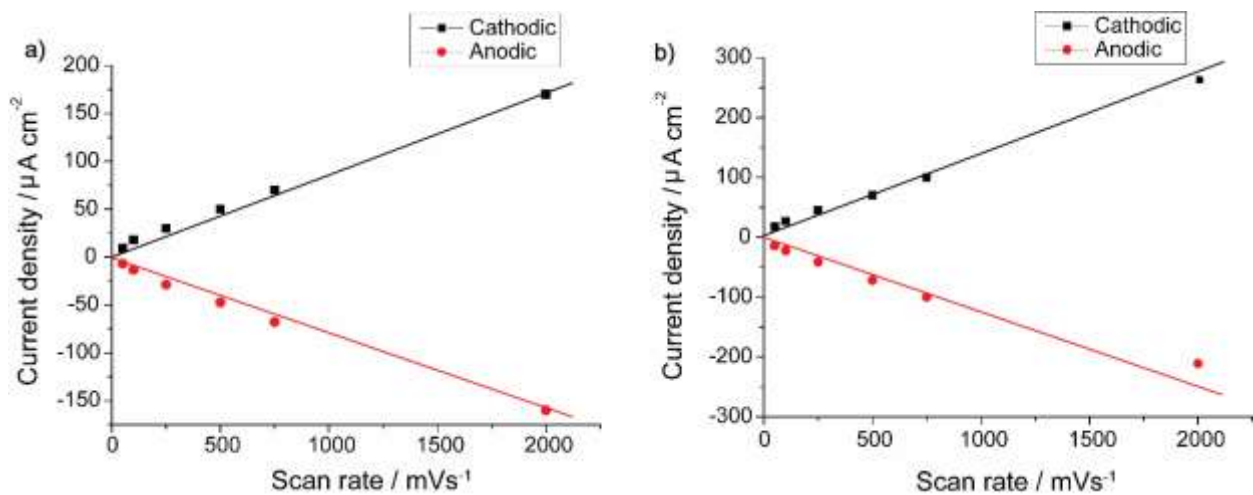 a)
Cathodic
Anodic
200
150
100
50
0
-50
-100
-150
0
500
1000
1500
2000
Current density / µA cm⁻²
Scan rate / mVs⁻¹
b)
Cathodic
Anodic
300
200
100
0
-100
-200
-300
0
500
1000
1500
2000
Current density / µA cm⁻²
Scan rate / mVs⁻¹